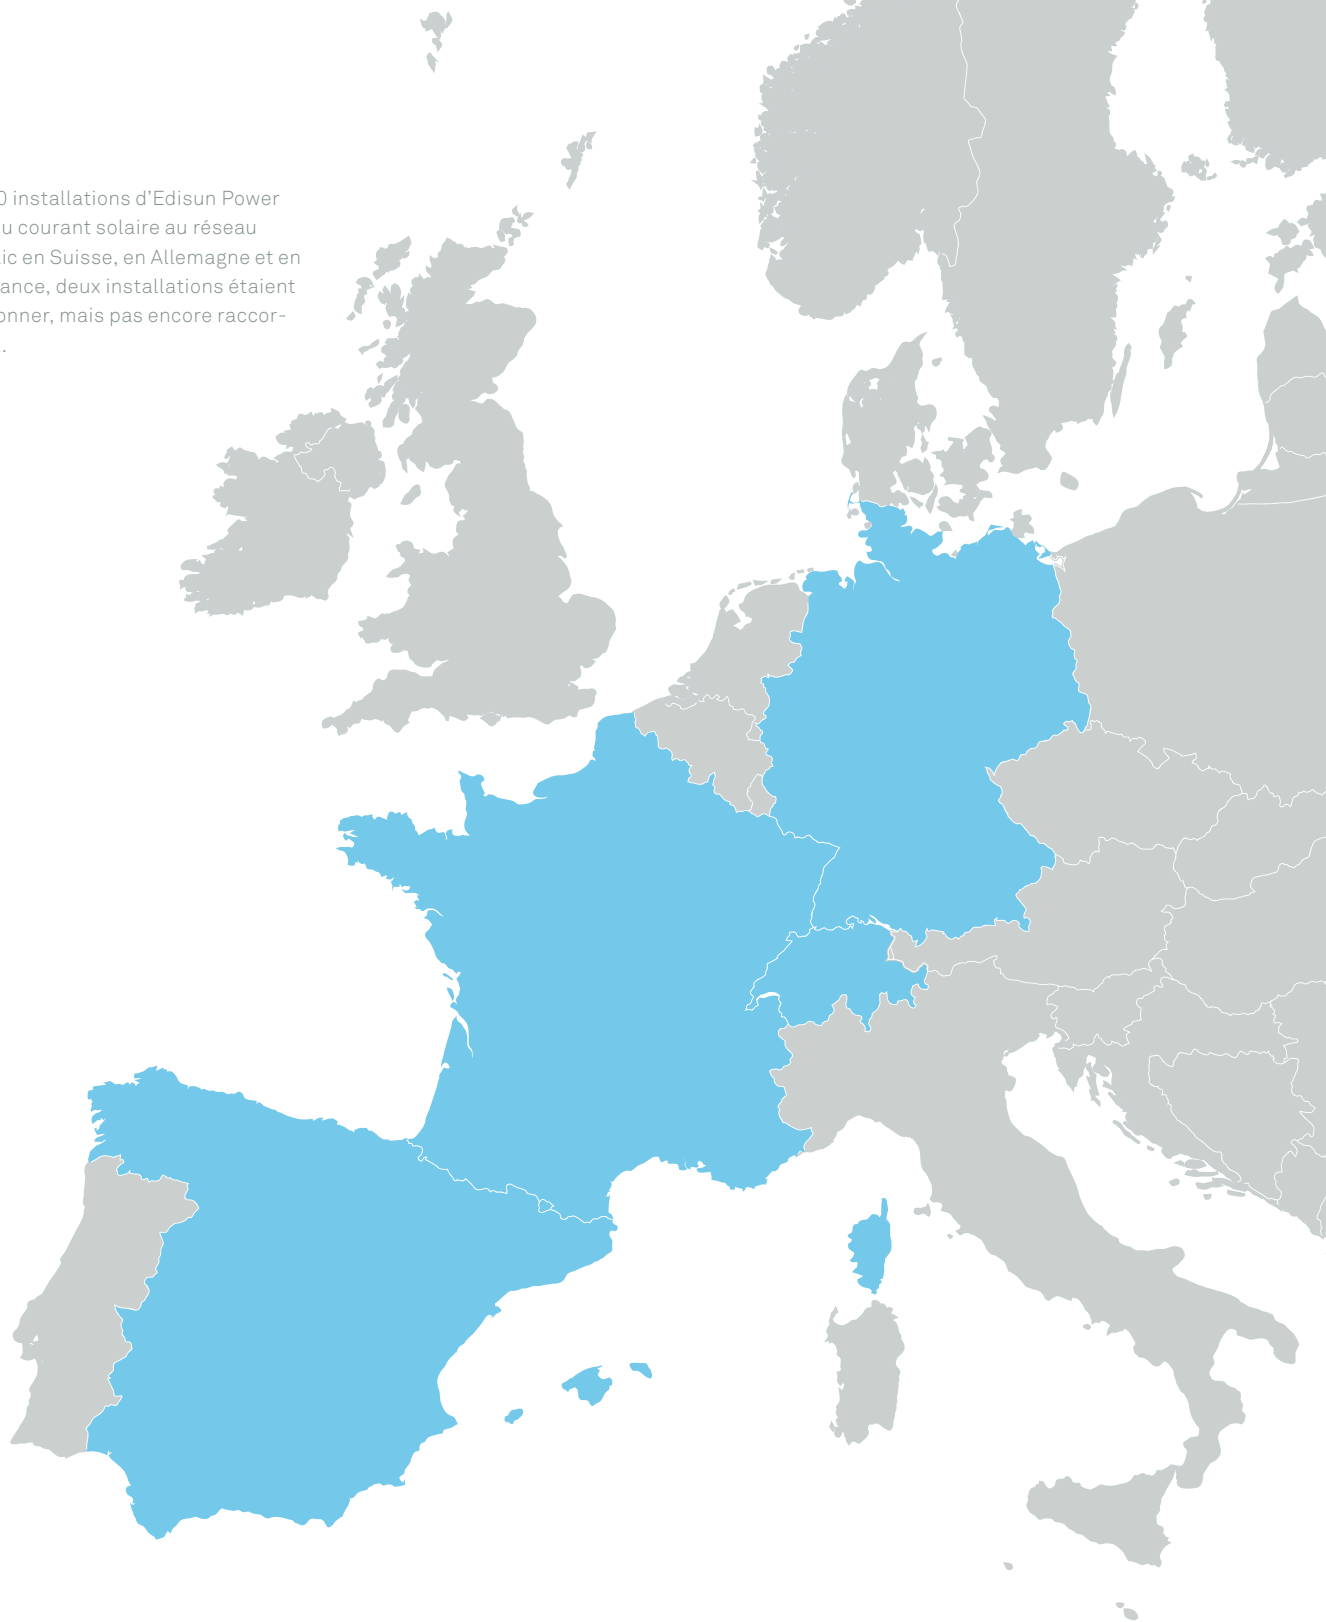 0 installations d'Edisun Power
u courant solaire au réseau
ic en Suisse, en Allemagne et en
ance, deux installations étaient
onner, mais pas encore raccor-
.